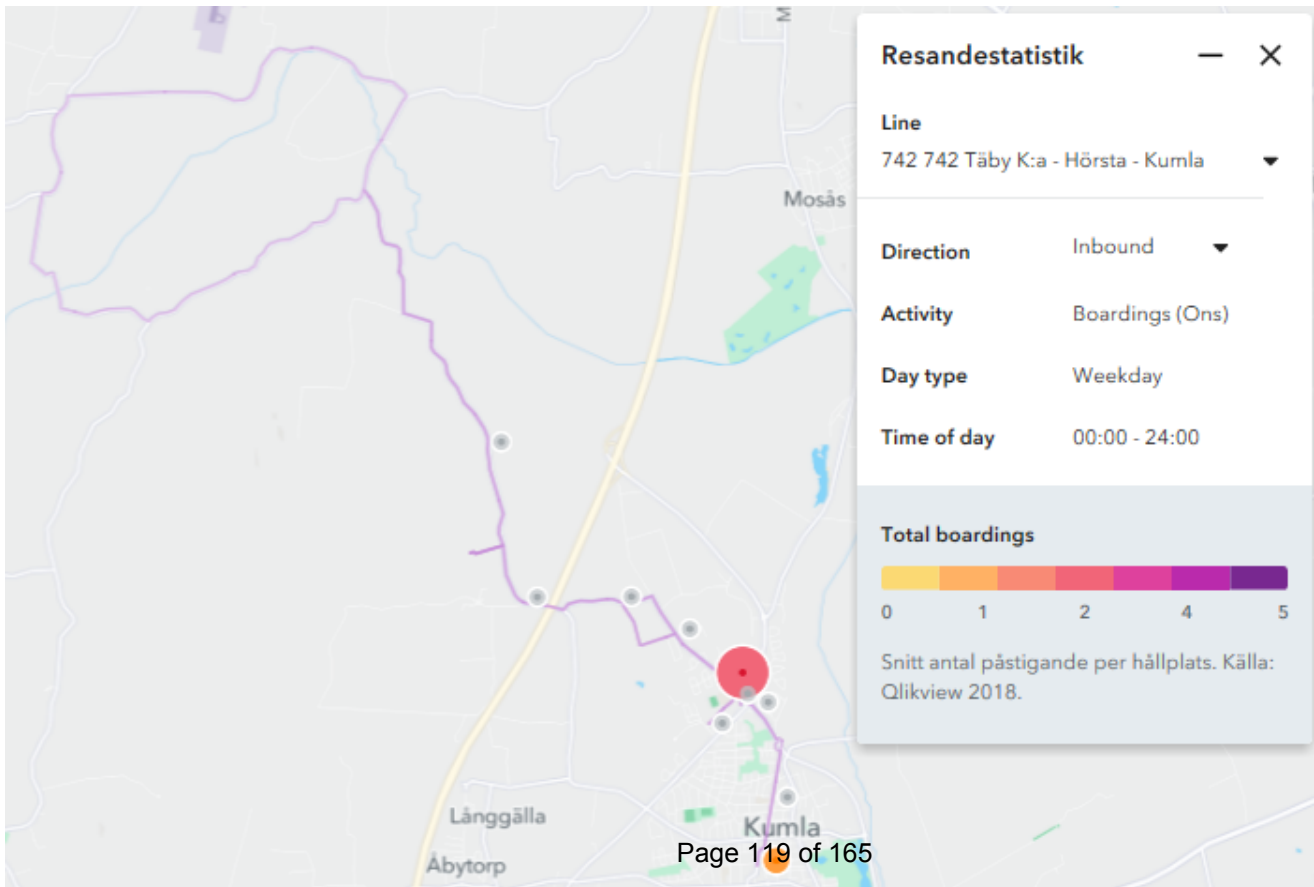 M
Mosås
Långgälla
Kumla
Åbytorp
Page 119 of 165
Resandestatistik
Line
742 742 Täby K:a - Hörsta - Kumla
Direction Inbound
Activity Boardings (Ons)
Day type Weekday
Time of day 00:00 - 24:00
Total boardings
0 1 2 4 5
Snitt antal påstigande per hållplats. Källa:
Qlikview 2018.